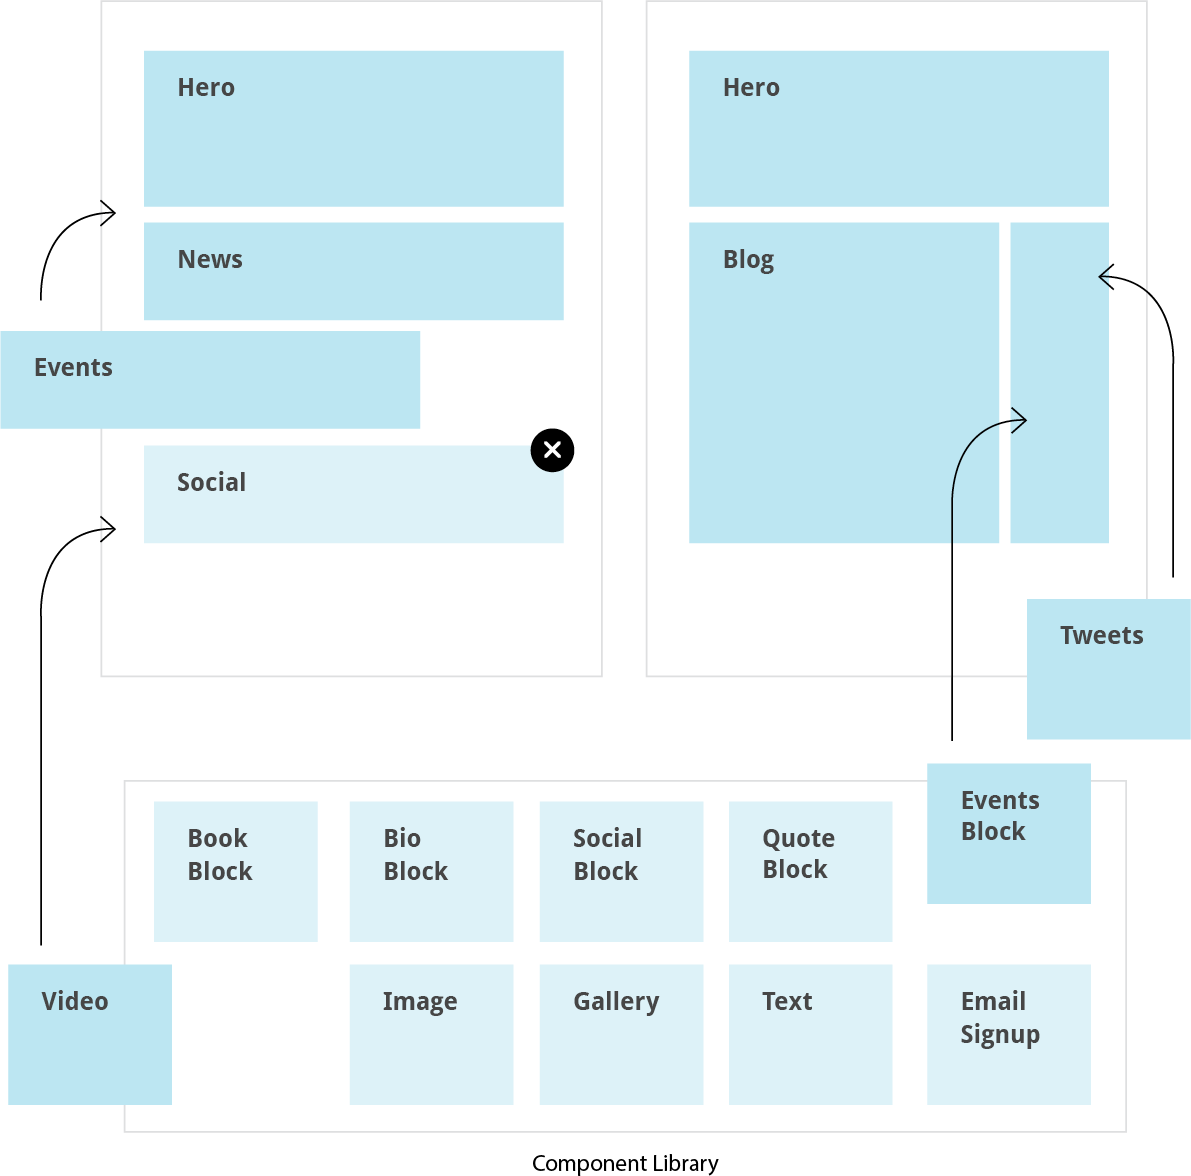 Hero
News
Events
Social
Hero
Blog
Tweets
Book
Block
Bio
Block
Social
Block
Quote
Block
Events
Block
Video
Image
Gallery
Text
Email
Signup
Component Library